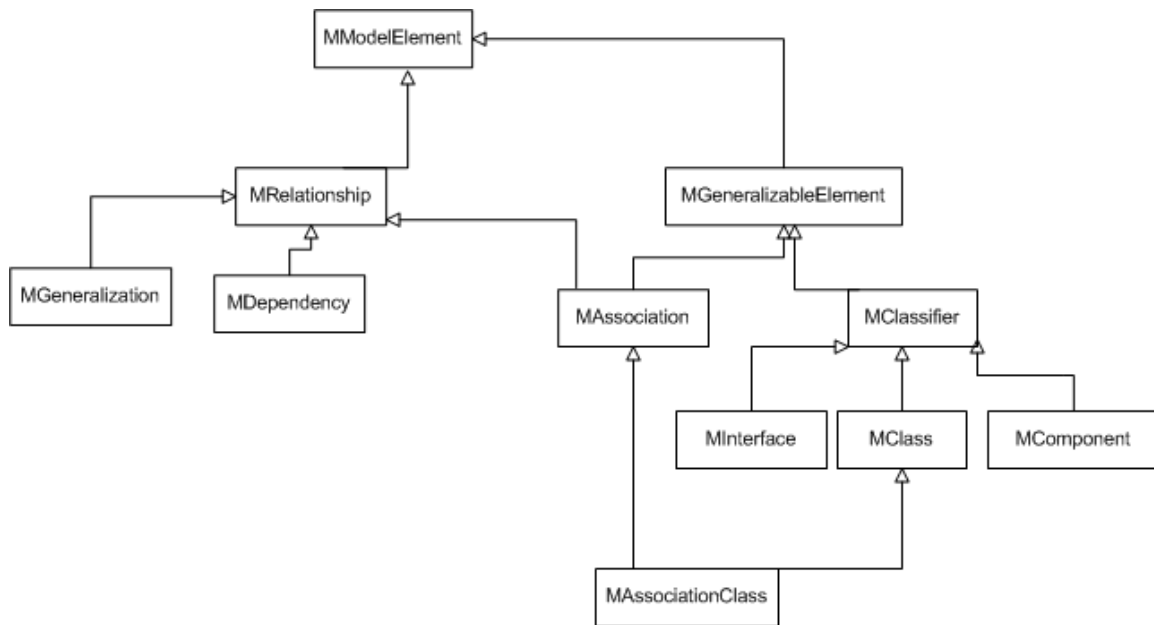 MModelElement
MRelationship
MGeneralizableElement
MGeneralization
MDependency
MAssociation
MClassifier
MInterface
MClass
MComponent
MAssociationClass